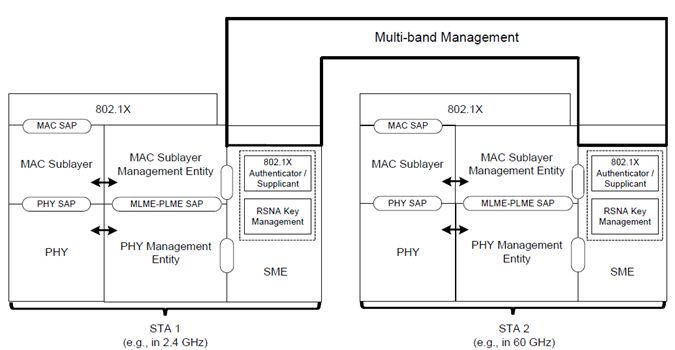 Multi-band Management
802.1X
MAC SAP
MAC Sublayer
MAC Sublayer
Management Entity
802.1X
Authenticator /
Supplicant
PHY SAP
MLME-PLME SAP
RSNA Key
Management
PHY
PHY Management
Entity
SME
STA 1
(e.g., in 2.4 GHz)
802.1X
MAC SAP
MAC Sublayer
MAC Sublayer
Management Entity
802.1X
Authenticator /
Supplicant
PHY SAP
MLME-PLME SAP
RSNA Key
Management
PHY
PHY Management
Entity
SME
STA 2
(e.g., in 60 GHz)